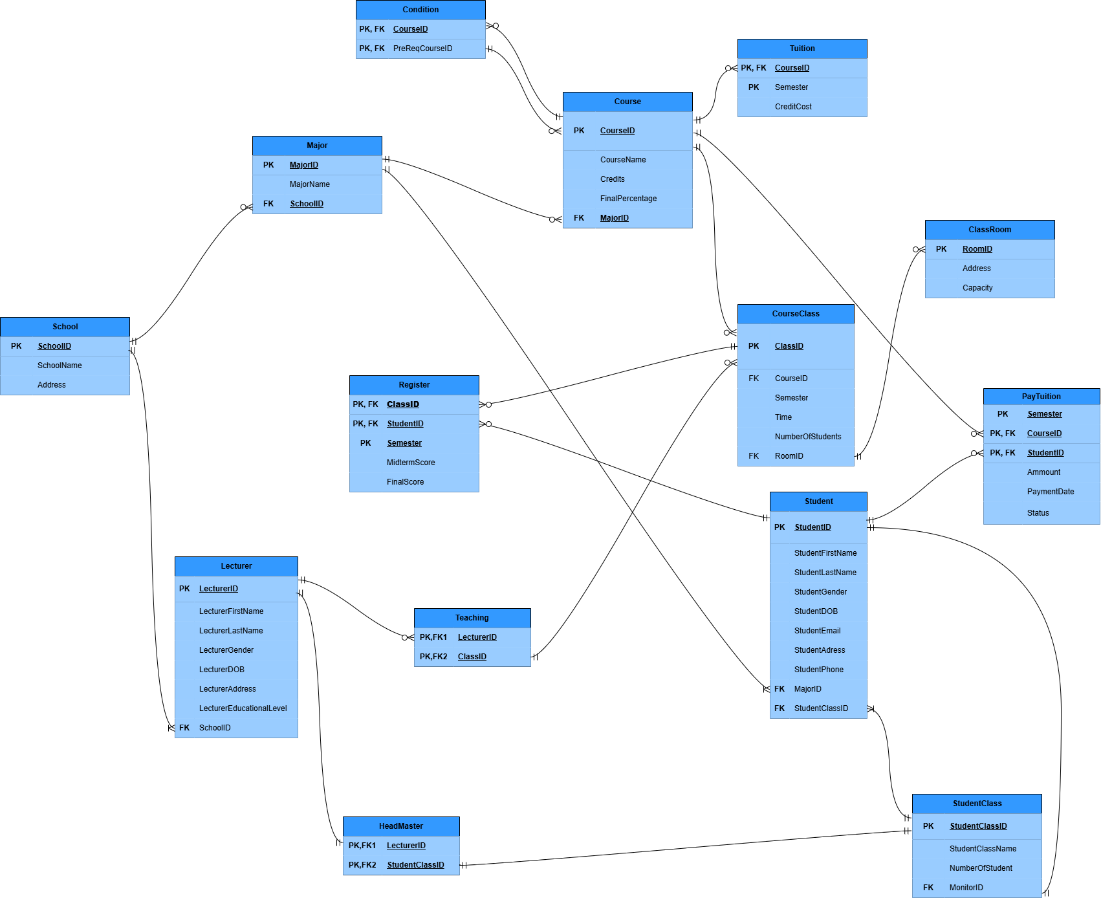 Condition
PK, FK CourseID
PK, FK PreReqCourseID
Tuition
PK, FK CourseID
PK Semester
CreditCost
Course
PK CourseID
CourseName
Credits
FinalPercentage
FK MajorID
Major
PK MajorID
MajorName
FK SchoolID
ClassRoom
PK RoomID
Address
Capacity
School
PK SchoolID
SchoolName
Address
CourseClass
PK ClassID
FK CourseID
Semester
Time
NumberOfStudents
FK RoomID
Register
PK, FK ClassID
PK, FK StudentID
PK Semester
MidtermScore
FinalScore
PayTuition
PK Semester
PK, FK CourseID
PK, FK StudentID
Ammount
PaymentDate
Status
Student
PK StudentID
StudentFirstName
StudentLastName
StudentGender
StudentDOB
StudentEmail
StudentAdress
StudentPhone
FK MajorID
FK StudentClassID
Lecturer
PK LecturerID
LecturerFirstName
LecturerLastName
LecturerGender
LecturerDOB
LecturerAddress
LecturerEducationalLevel
FK SchoolID
Teaching
PK,FK1 LecturerID
PK,FK2 ClassID
HeadMaster
PK,FK1 LecturerID
PK,FK2 StudentClassID
StudentClass
PK StudentClassID
StudentClassName
NumberOfStudent
FK MonitorID